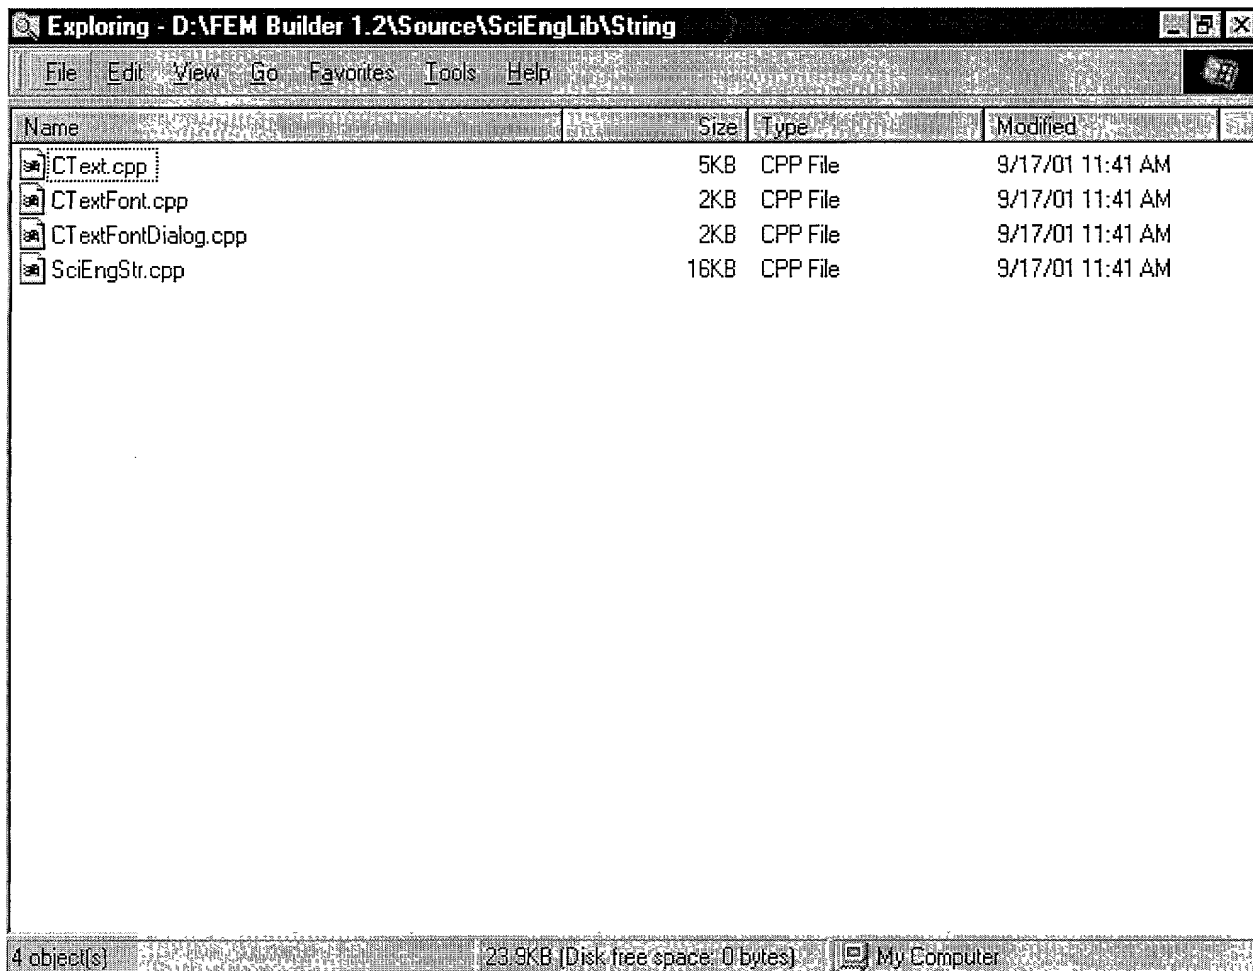 Exploring - D:\FEM Builder 1.2\Source\SciEngLib\String
File Edit View Go Favorites Tools Help
Name Size Type Modified
CText.cpp 5KB CPP File 9/17/01 11:41 AM
CTextFont.cpp 2KB CPP File 9/17/01 11:41 AM
CTextFontDialog.cpp 2KB CPP File 9/17/01 11:41 AM
SciEngStr.cpp 16KB CPP File 9/17/01 11:41 AM
4 object(s) 23.9KB (Disk free space: 0 bytes) My Computer